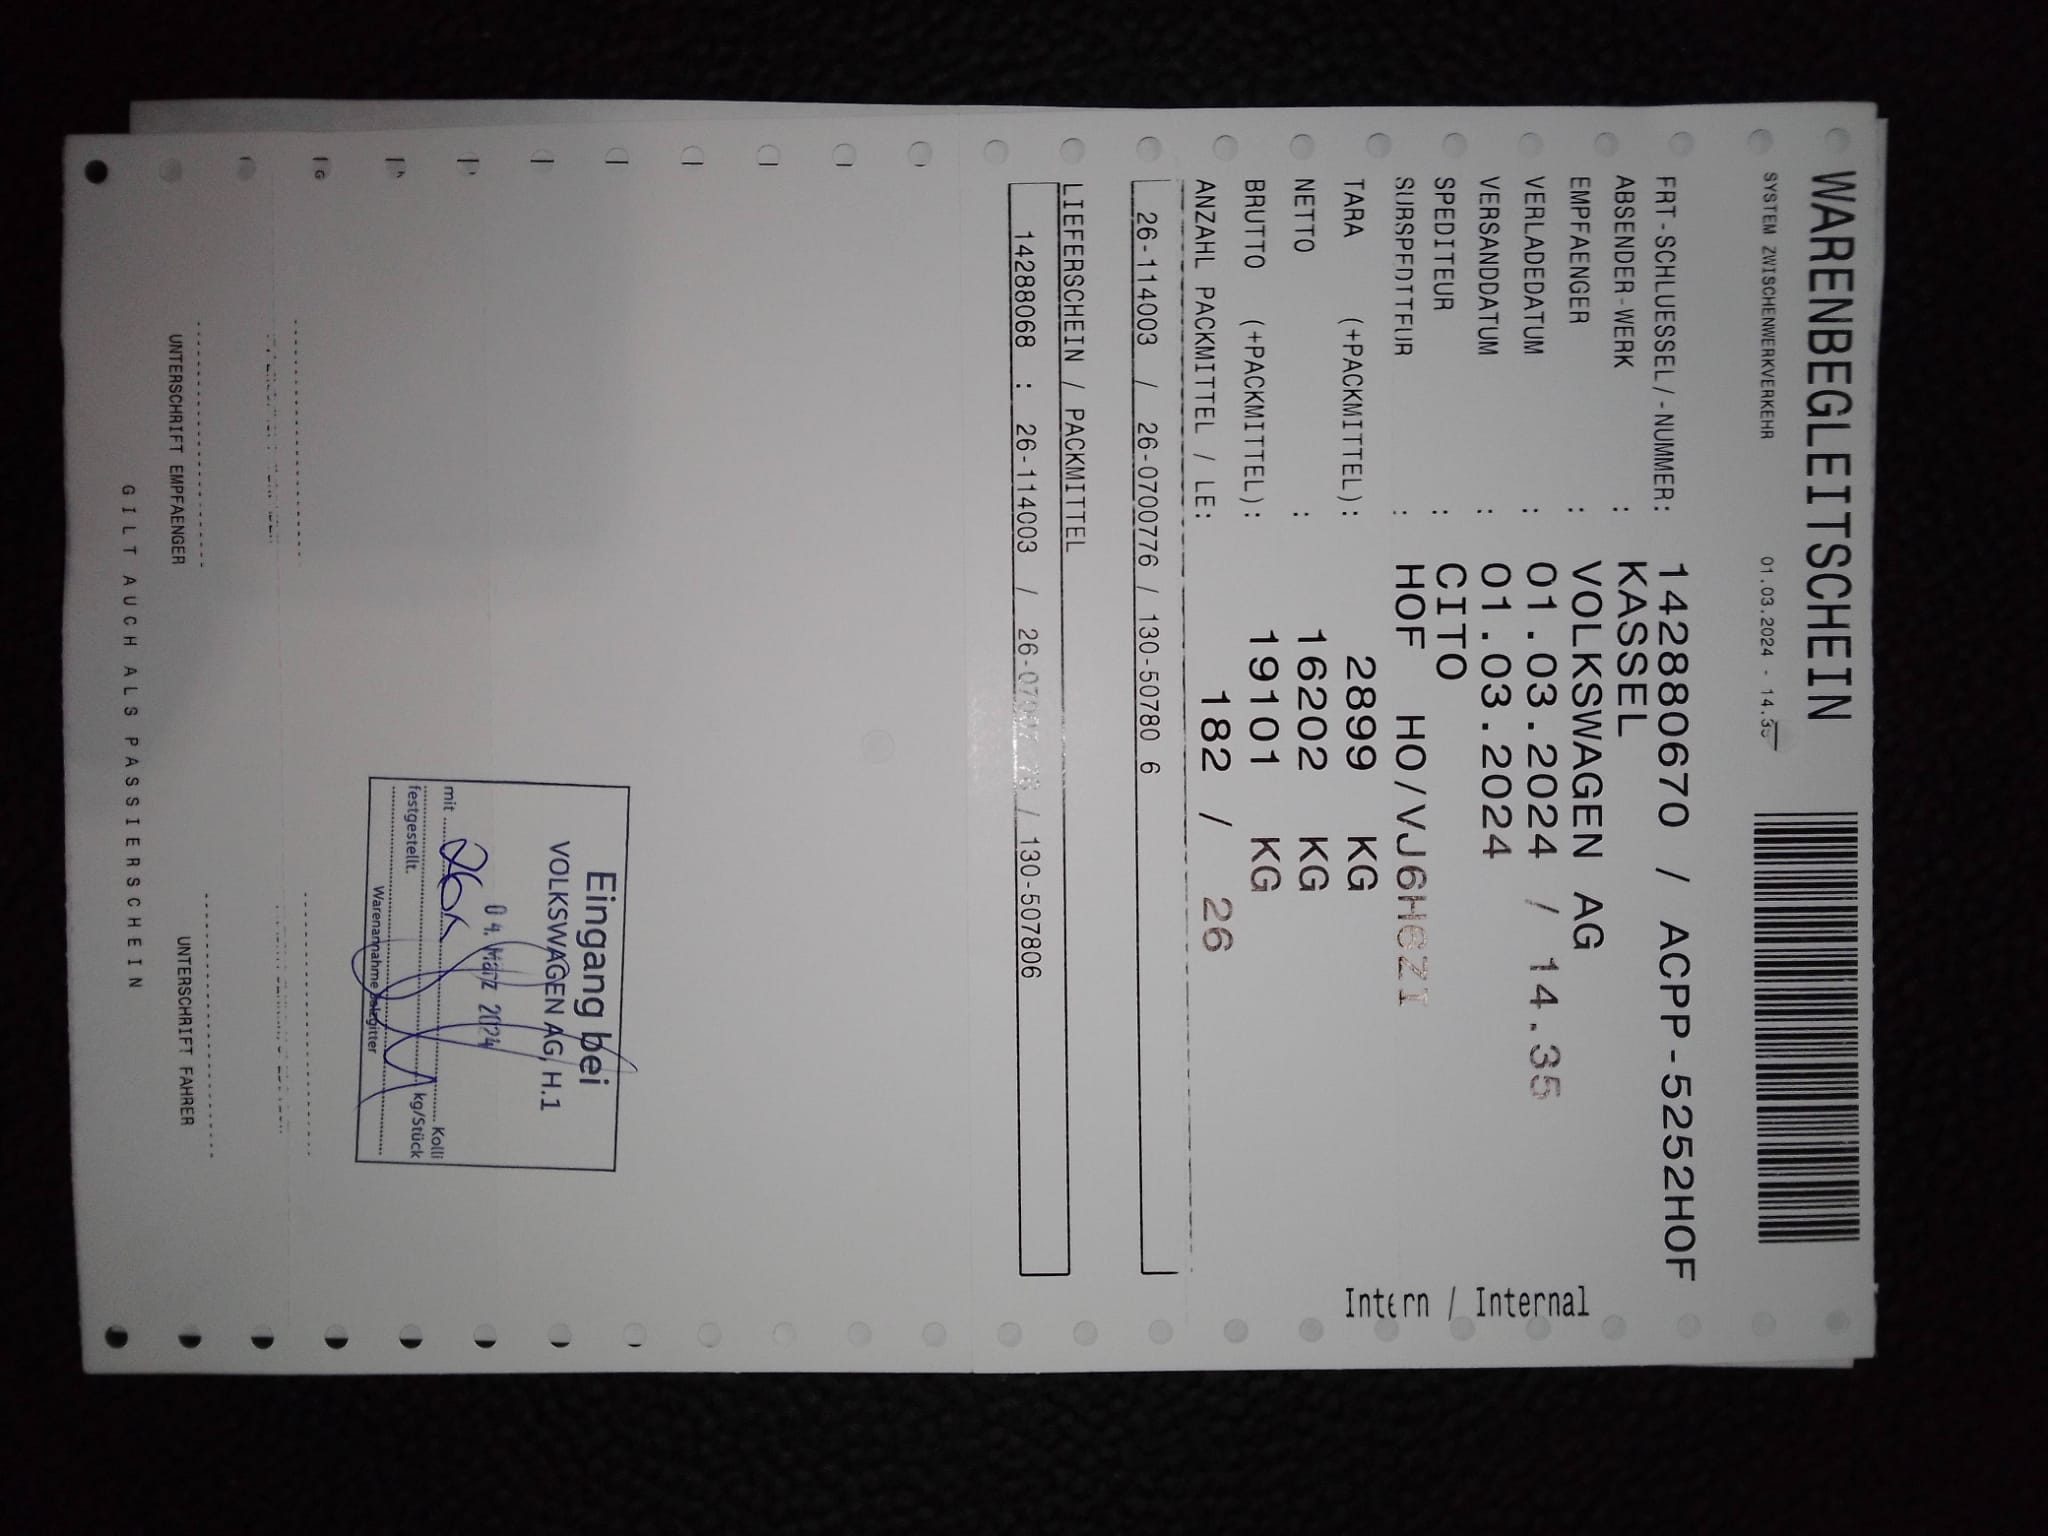 WARENBEGLEITSCHEIN
SYSTEM ZWISCHENWERKVERKEHR 01.03.2024 - 14.35
FRT-SCHLUESSEL/-NUMMER: 142880670 / ACPP-5252HOF
ABSENDER-WERK : KASSEL
EMPFAENGER : VOLKSWAGEN AG
VERLADEDATUM : 01.03.2024 / 14.35
VERSANDDATUM : 01.03.2024
SPEDITEUR : CITO
SUBSPEDITEUR : HOF HO/VJ6H6ZI
TARA (+PACKMITTEL): 2899 KG
NETTO : 16202 KG
BRUTTO (+PACKMITTEL): 19101 KG
ANZAHL PACKMITTEL / LE: 182 / 26
Intern / Internal
26-114003 / 26-0700776 / 130-50780 6
LIEFERSCHEIN / PACKMITTEL
14288068 : 26-114003 / 26-0700776 / 130-507806
Eingang bei
VOLKSWAGEN AG, H.1
04. März 2024
mit 26 Kolli
kg/Stück
festgestellt.
Warenannahme
UNTERSCHRIFT EMPFAENGER UNTERSCHRIFT FAHRER
GILT AUCH ALS PASSIERSCHEIN